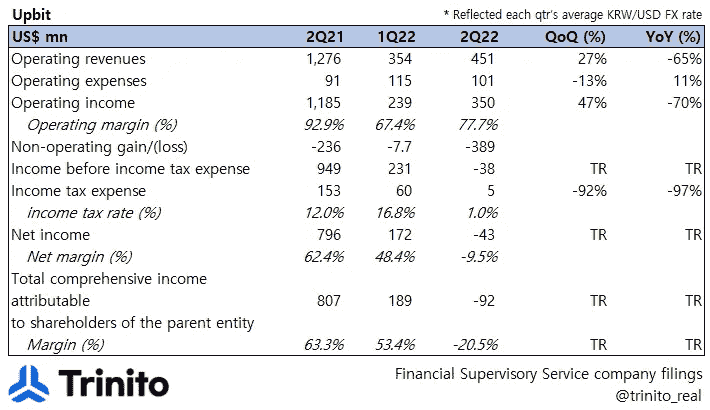 Upbit * Reflected each qtr's average KRW/USD FX rate
US$ mn 2Q21 1Q22 2Q22 QoQ (%) YoY (%)
Operating revenues 1,276 354 451 27% -65%
Operating expenses 91 115 101 -13% 11%
Operating income 1,185 239 350 47% -70%
Operating margin (%) 92.9% 67.4% 77.7%
Non-operating gain/(loss) -236 -7.7 -389
Income before income tax expense 949 231 -38 TR TR
Income tax expense 153 60 5 -92% -97%
income tax rate (%) 12.0% 16.8% 1.0%
Net income 796 172 -43 TR TR
Net margin (%) 62.4% 48.4% -9.5%
Total comprehensive income
attributable 807 189 -92 TR TR
to shareholders of the parent entity
Margin (%) 63.3% 53.4% -20.5% TR TR
Trinito
Financial Supervisory Service company filings
@trinito_real